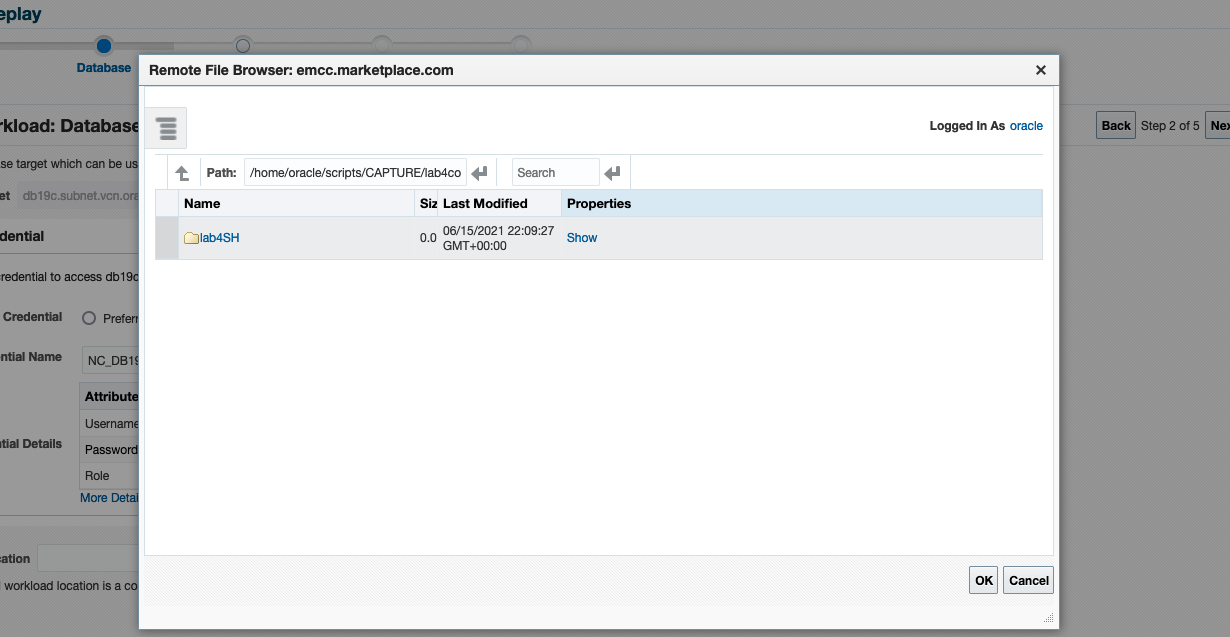 eplay
Database
Remote File Browser: emcc.marketplace.com
rkload: Database
Logged In As oracle
Back Step 2 of 5 Nex
se target which can be us
Path: /home/oracle/scripts/CAPTURE/lab4co Search
et db19c.subnet.vcn.ora
Name Siz Last Modified Properties
dential
lab4SH 0.0 06/15/2021 22:09:27 Show
GMT+00:00
credential to access db19c
Credential Preferr
ntial Name NC_DB19
Attribute
Username
ntial Details Password
Role
More Detai
cation
l workload location is a co
OK Cancel